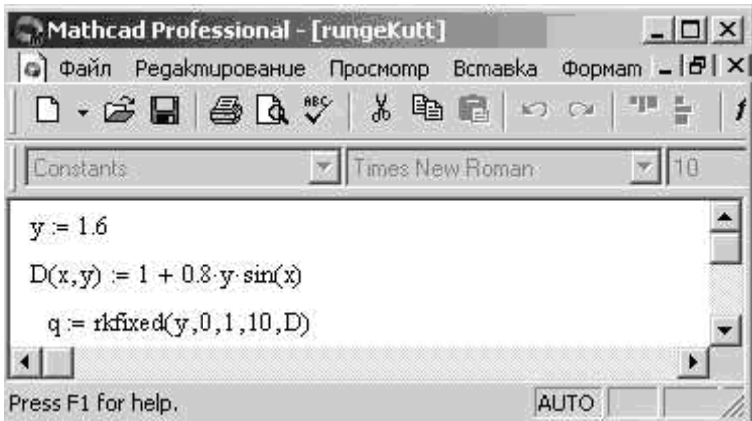 Mathcad Professional - [rungeKutt]
Файл Редактирование Просмотр Вставка Формат
ABC
Constants Times New Roman 10
y := 1.6
D(x,y) := 1 + 0.8·y·sin(x)
q := rkfixed(y,0,1,10,D)
Press F1 for help. AUTO